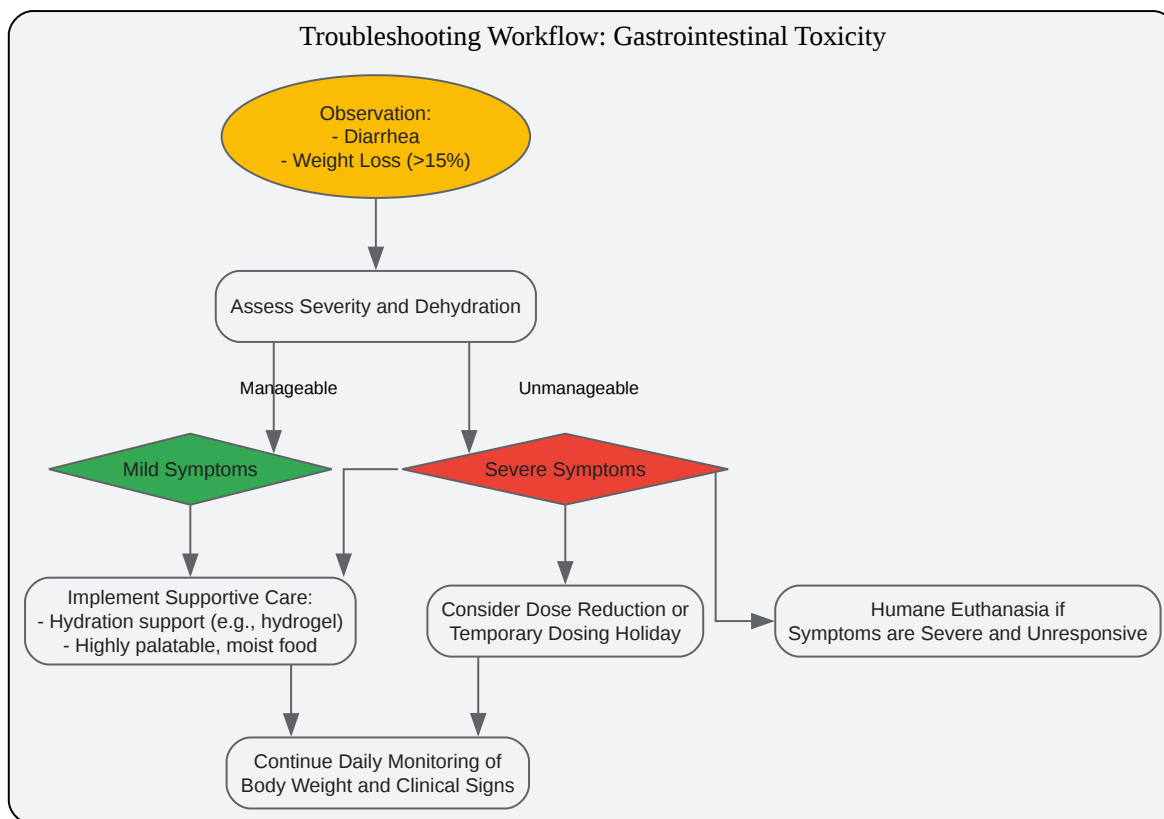 Troubleshooting Workflow: Gastrointestinal Toxicity
Observation:
- Diarrhea
- Weight Loss (>15%)
Assess Severity and Dehydration
Manageable
Unmanageable
Mild Symptoms
Severe Symptoms
Implement Supportive Care:
- Hydration support (e.g., hydrogel)
- Highly palatable, moist food
Consider Dose Reduction or
Temporary Dosing Holiday
Humane Euthanasia if
Symptoms are Severe and Unresponsive
Continue Daily Monitoring of
Body Weight and Clinical Signs